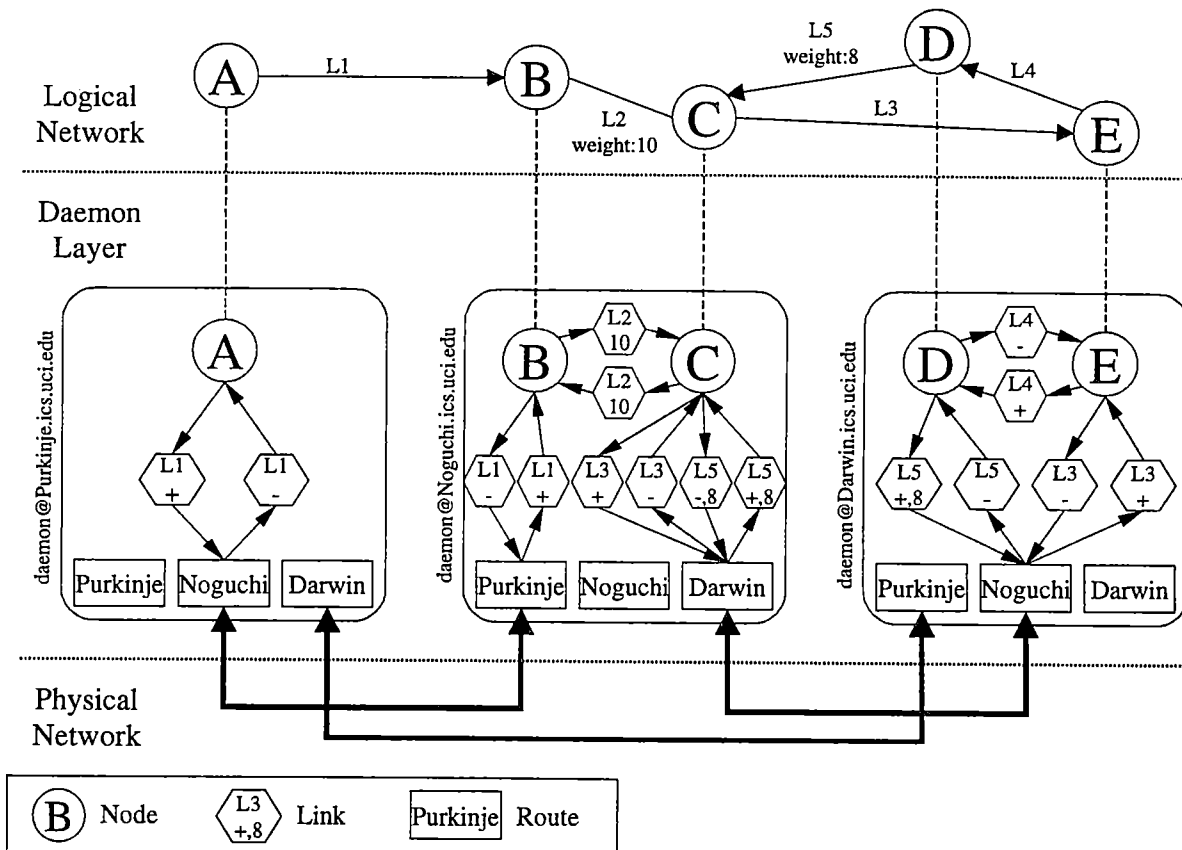 L5
weight:8
D
A
L1
B
L4
Logical
Network
C
L3
L2
weight:10
E
Daemon
Layer
daemon@Purkinje.ics.uci.edu
A
L1
+
L1
-
Purkinje
Noguchi
Darwin
daemon@Noguchi.ics.uci.edu
L2
10
B
C
L2
10
L1
-
L1
+
L3
+
L3
-
L5
-,8
L5
+,8
Purkinje
Noguchi
Darwin
daemon@Darwin.ics.uci.edu
L4
-
D
E
L4
+
L5
+,8
L5
-
L3
-
L3
+
Purkinje
Noguchi
Darwin
Physical
Network
B
Node
L3
+,8
Link
Purkinje
Route